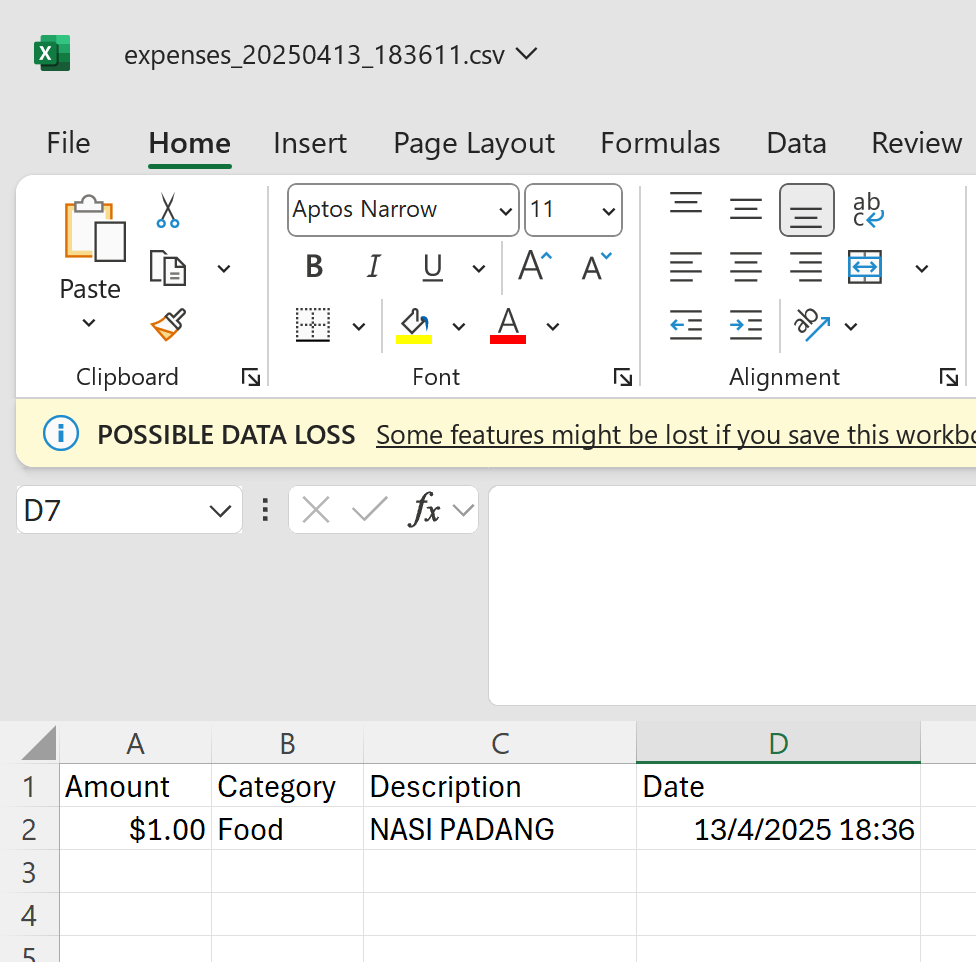 X expenses_20250413_183611.csv
File Home Insert Page Layout Formulas Data Review
Aptos Narrow 11 ab
c
B I U A A
Paste
A ab
Clipboard Font Alignment
POSSIBLE DATA LOSS Some features might be lost if you save this workbo
D7 fx
A B C D
1 Amount Category Description Date
2 $1.00 Food NASI PADANG 13/4/2025 18:36
3
4
5